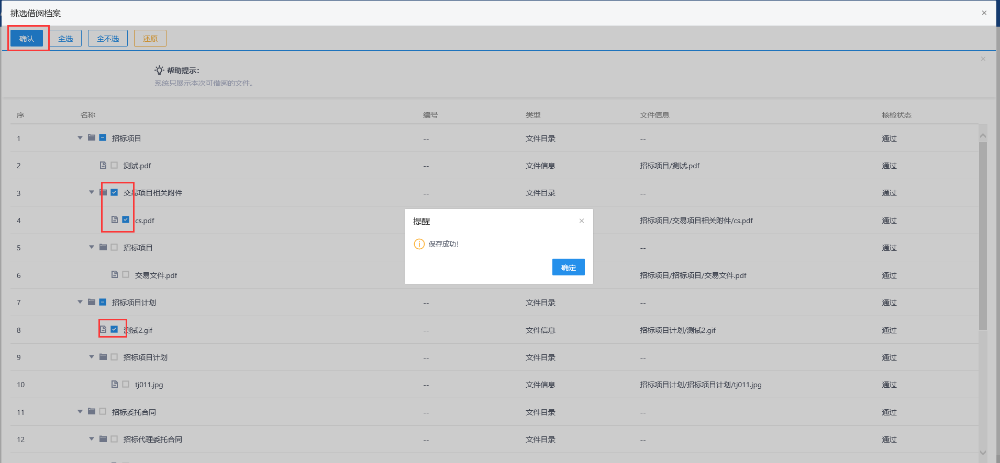 挑选借阅档案
确认 全选 全不选 还原
帮助提示：
系统只展示本次可借阅的文件。
序 名称 编号 类型 文件信息 核检状态
1 招标项目 -- 文件目录 -- 通过
2 测试.pdf -- 文件信息 招标项目/测试.pdf 通过
3 交易项目相关附件 -- 文件目录 -- 通过
4 cs.pdf 招标项目/交易项目相关附件/cs.pdf 通过
5 招标项目 -- 通过
6 交易文件.pdf 招标项目/招标项目/交易文件.pdf 通过
提醒
保存成功！
确定
7 招标项目计划 -- 文件目录 -- 通过
8 测试2.gif -- 文件信息 招标项目计划/测试2.gif 通过
9 招标项目计划 -- 文件目录 -- 通过
10 tj011.jpg -- 文件信息 招标项目计划/招标项目计划/tj011.jpg 通过
11 招标委托合同 -- 文件目录 -- 通过
12 招标代理委托合同 -- 文件目录 -- 通过